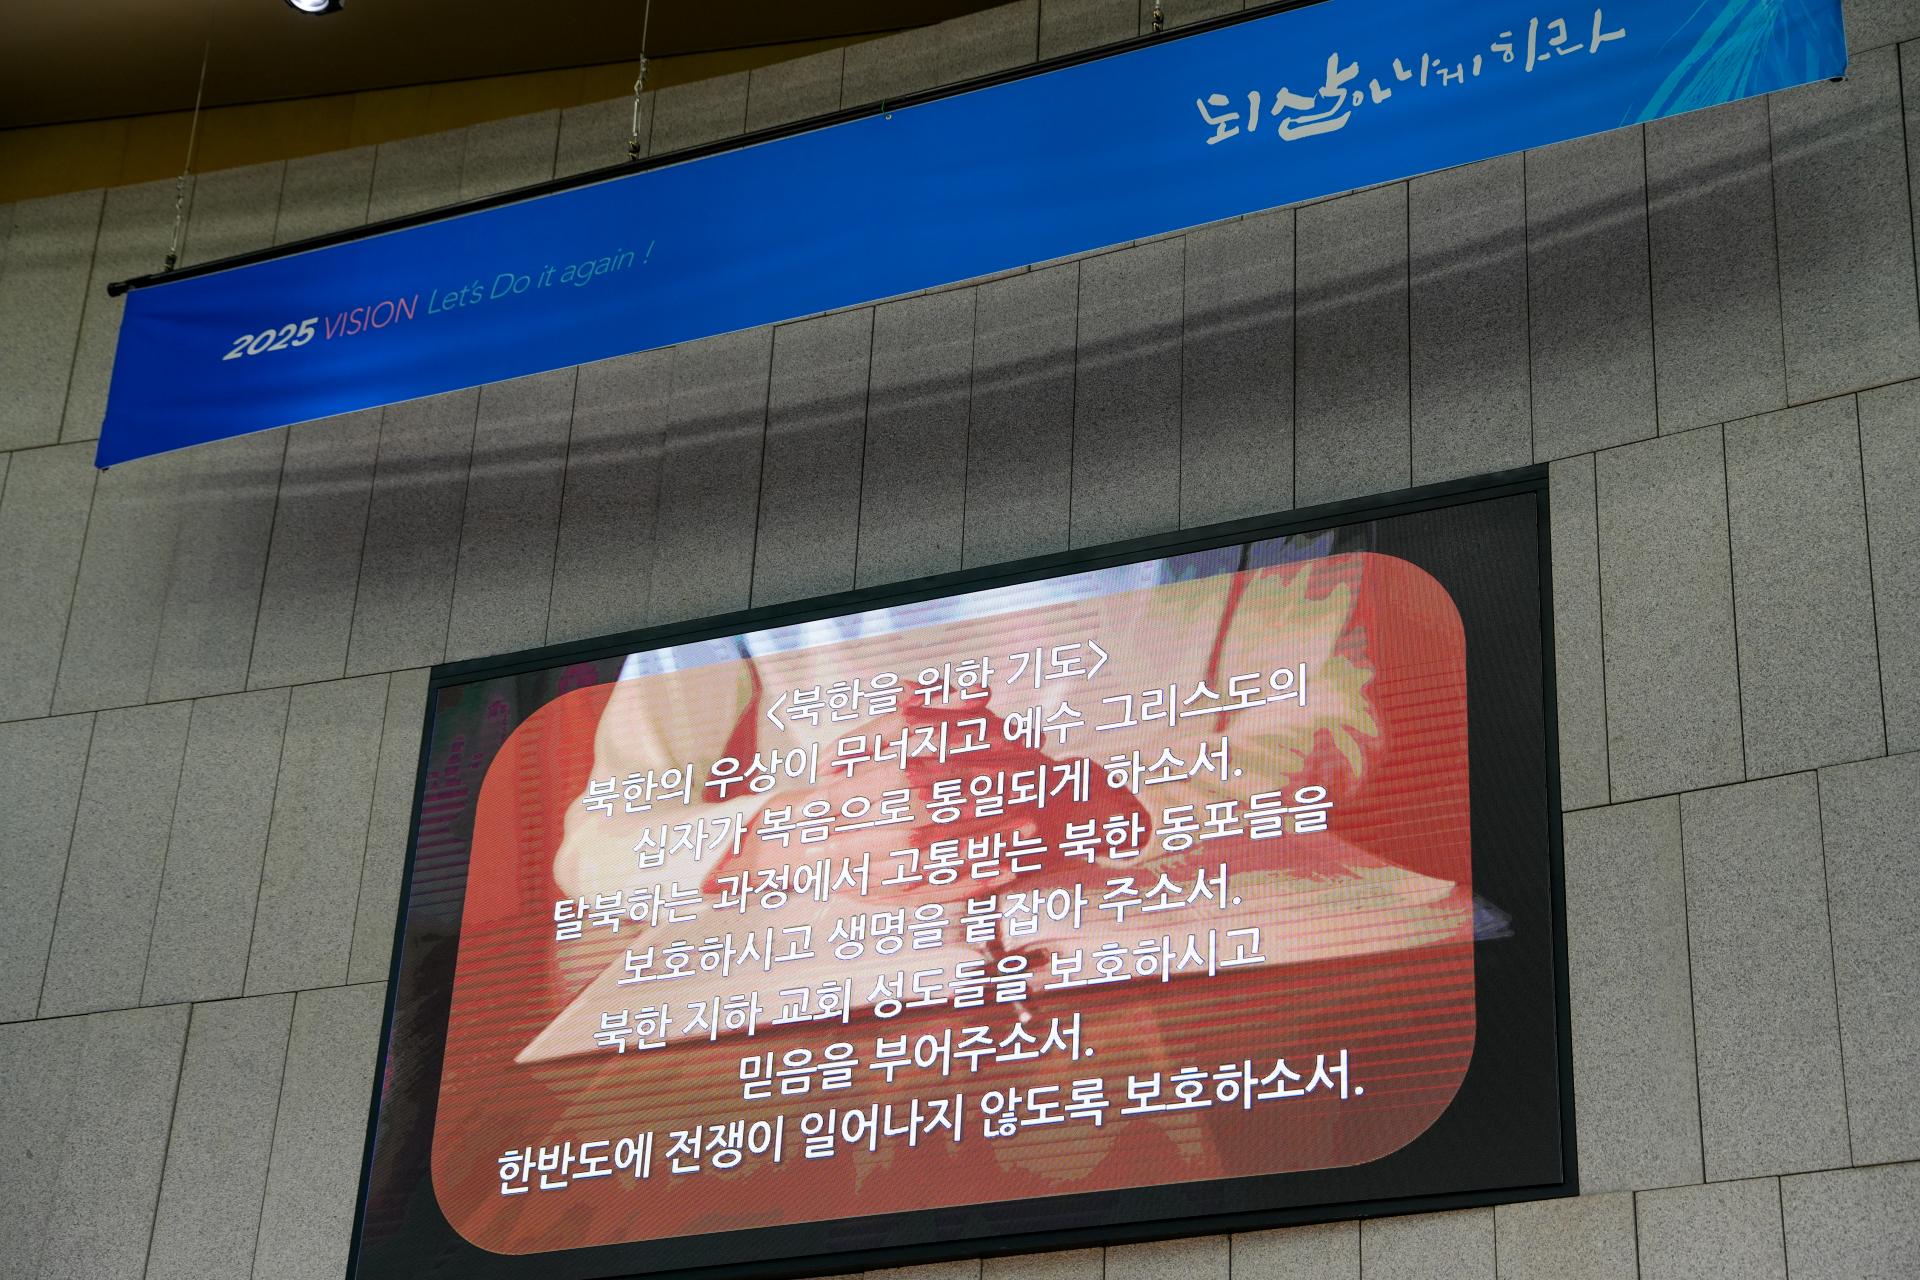 되살아나게 하라
2025 VISION Let's Do it again !
<북한을 위한 기도>
북한의 우상이 무너지고 예수 그리스도의
십자가 복음으로 통일되게 하소서.
탈북하는 과정에서 고통받는 북한 동포들을
보호하시고 생명을 붙잡아 주소서.
북한 지하 교회 성도들을 보호하시고
믿음을 부어주소서.
한반도에 전쟁이 일어나지 않도록 보호하소서.